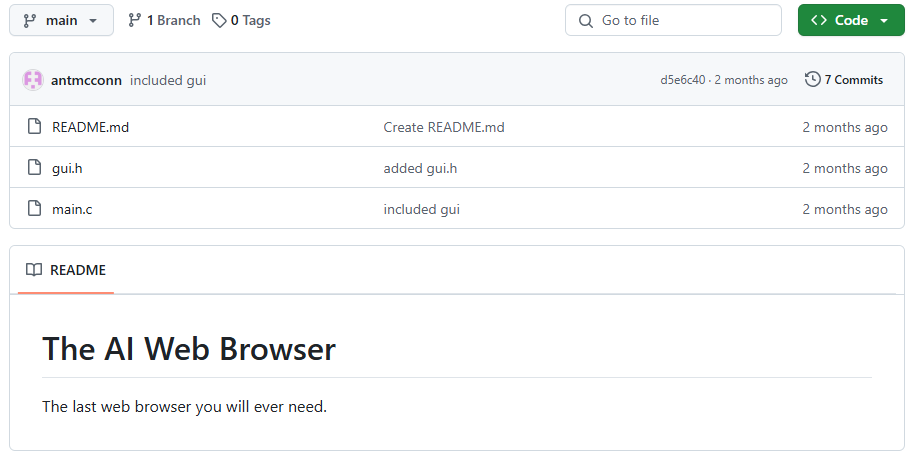 main 1 Branch 0 Tags Go to file Code
antmcconn included gui d5e6c40 · 2 months ago 7 Commits
README.md Create README.md 2 months ago
gui.h added gui.h 2 months ago
main.c included gui 2 months ago
README
The AI Web Browser
The last web browser you will ever need.